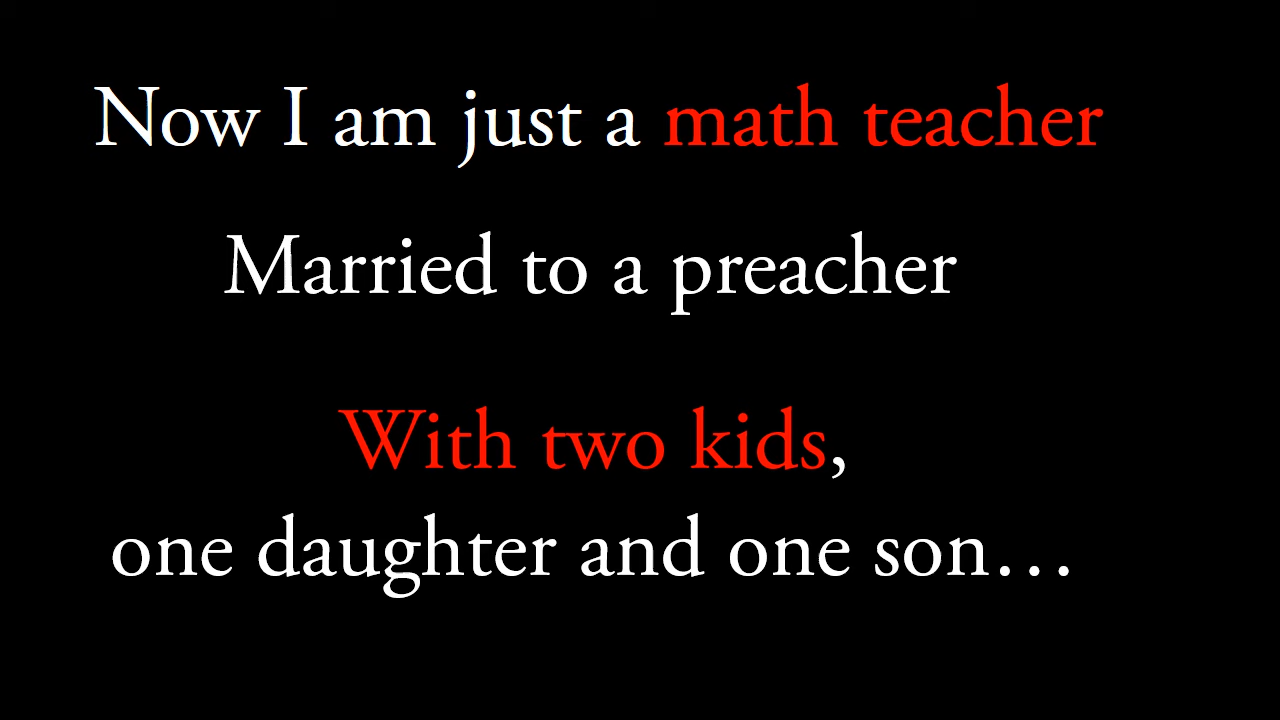 Now I am just a math teacher
Married to a preacher
With two kids,
one daughter and one son…